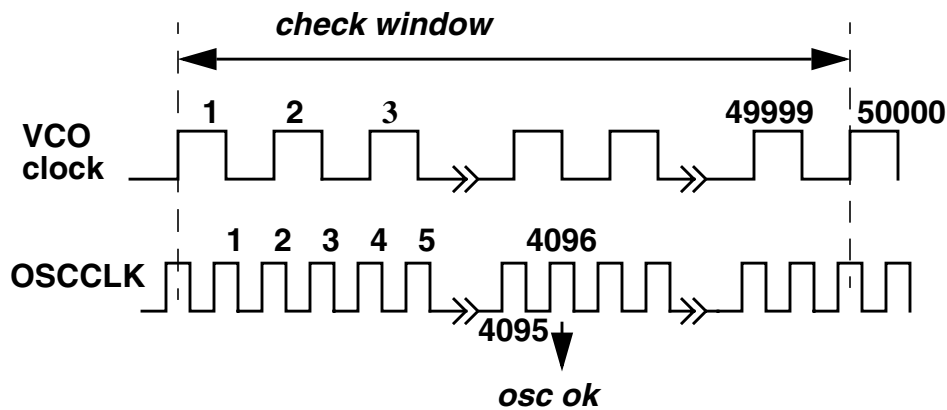 check window
1 2 3 49999 50000
VCO
clock
1 2 3 4 5 4096
OSCCLK
4095
osc ok